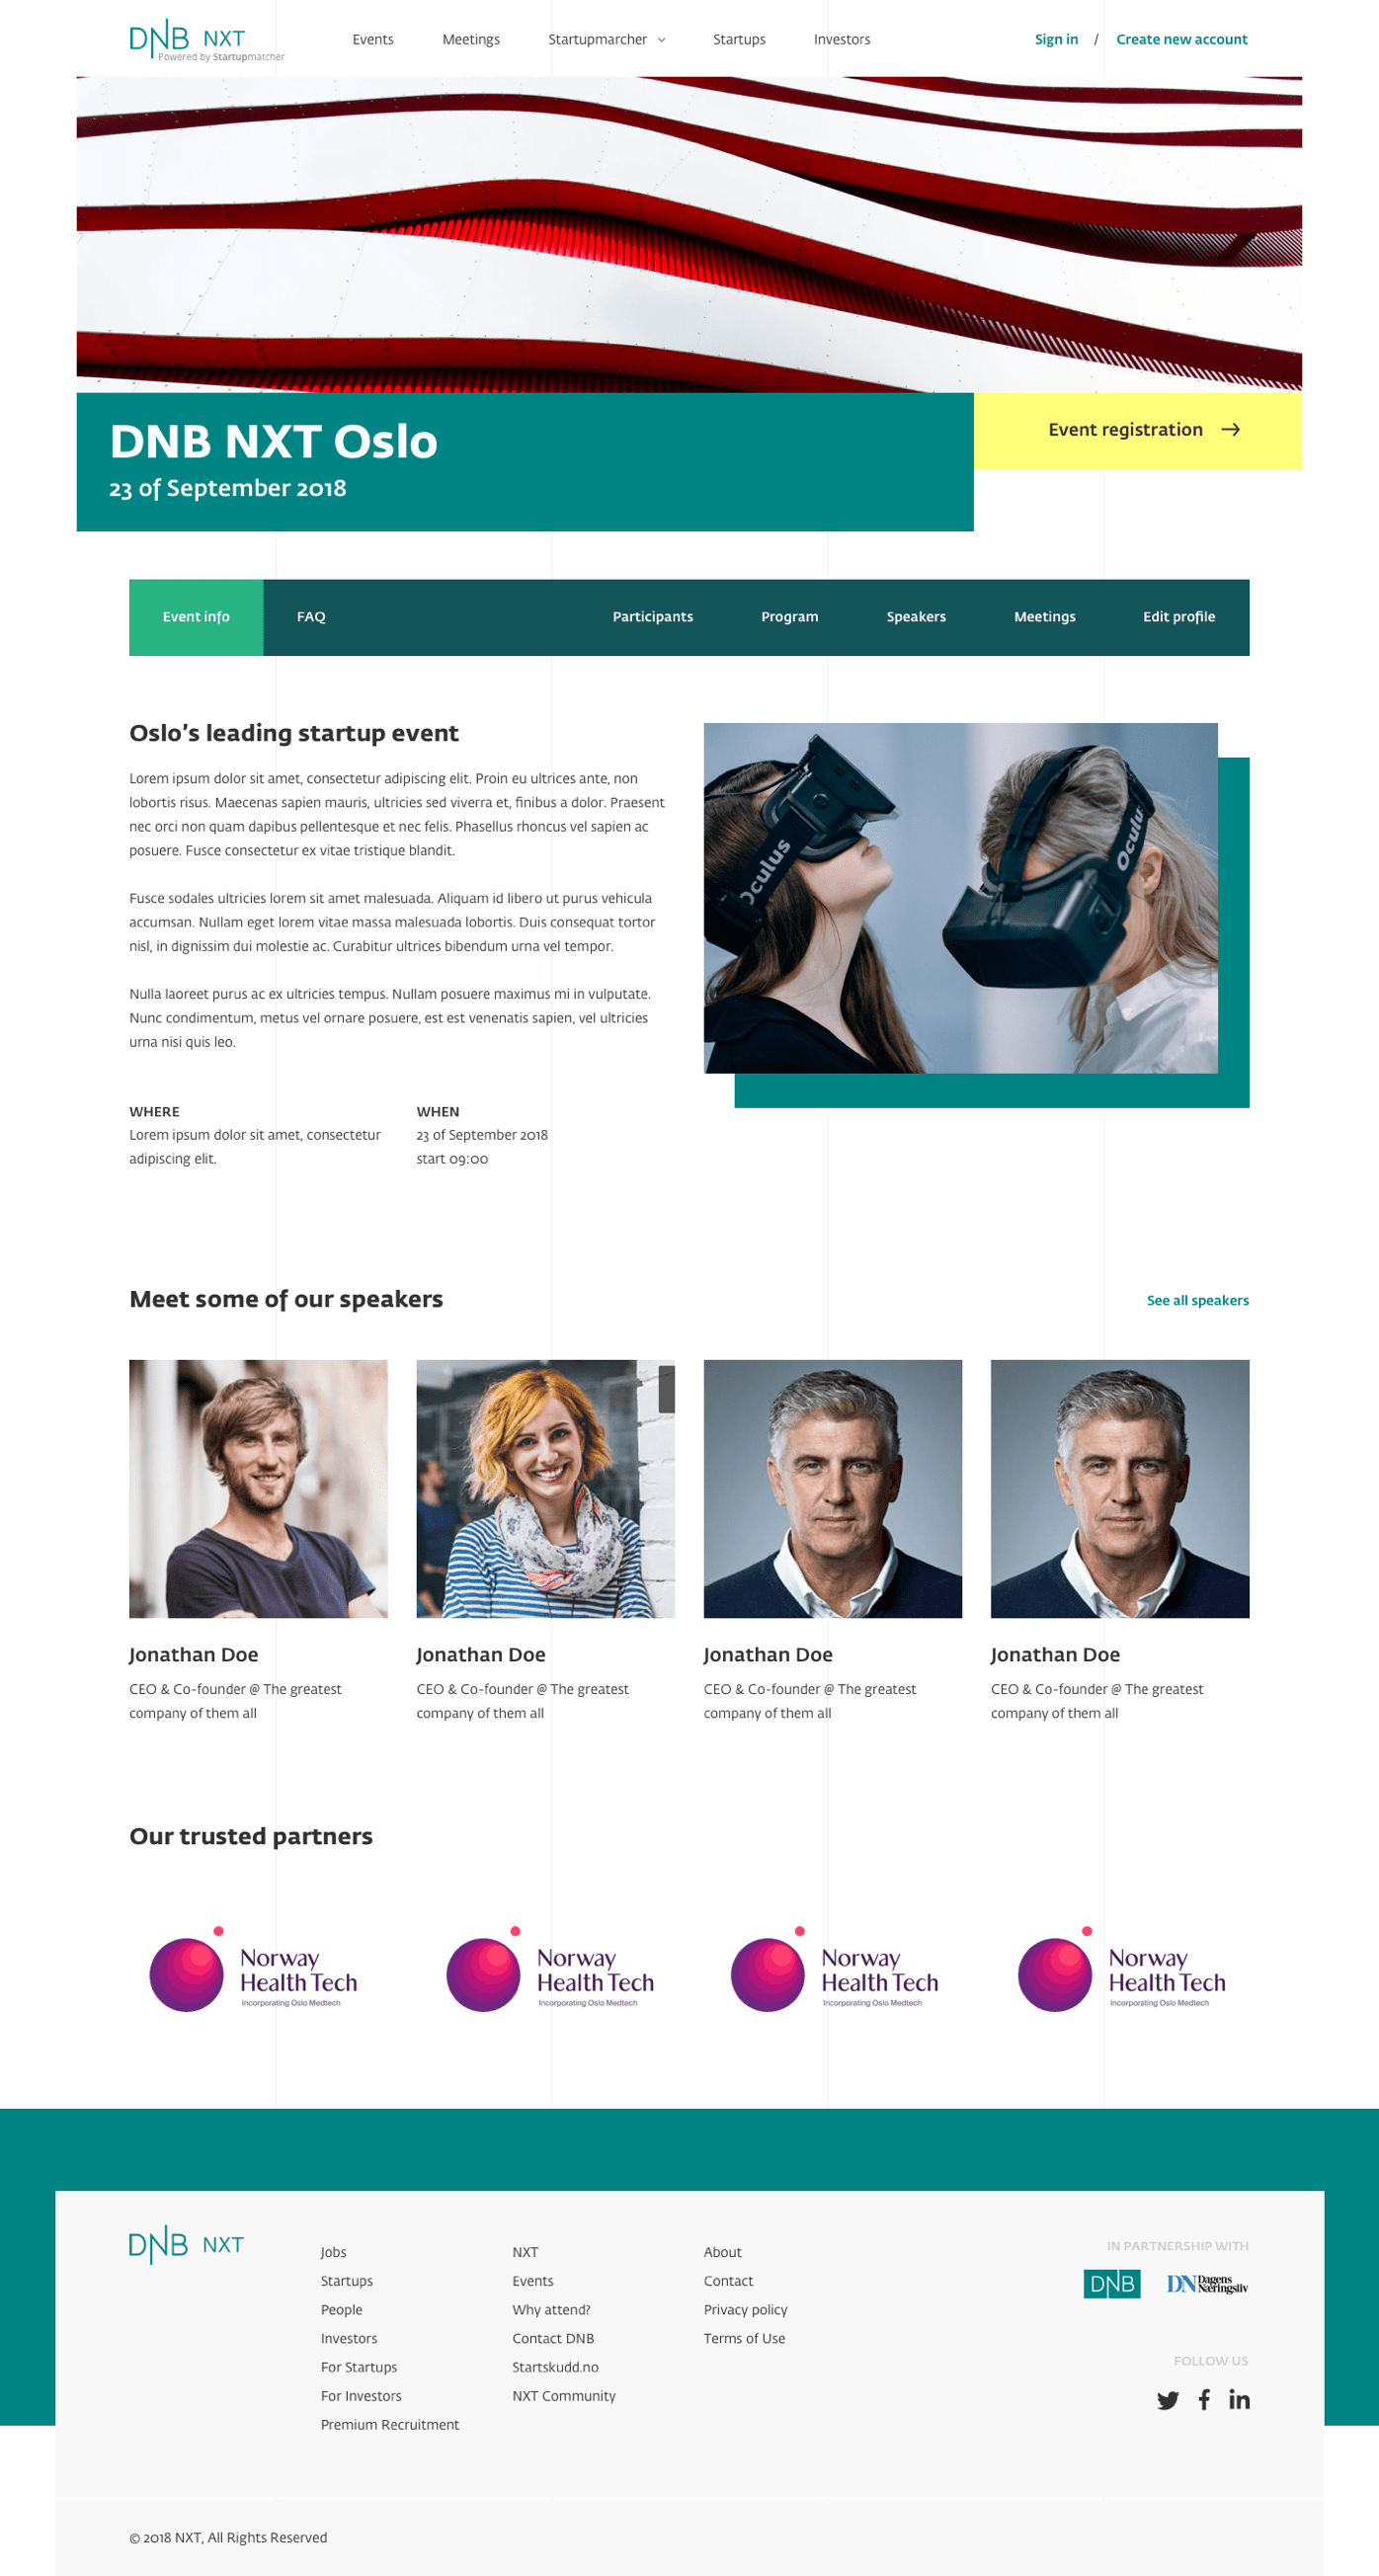 DNB NXT
Powered by Startupmatcher
Events
Meetings
Startupmarcher
Startups
Investors
Sign in / Create new account
DNB NXT Oslo
23 of September 2018
Event registration
Event info
FAQ
Participants
Program
Speakers
Meetings
Edit profile
Oslo's leading startup event
Lorem ipsum dolor sit amet, consectetur adipiscing elit. Proin eu ultrices ante, non
lobortis risus. Maecenas sapien mauris, ultricies sed viverra et, finibus a dolor. Praesent
nec orci non quam dapibus pellentesque et nec felis. Phasellus rhoncus vel sapien ac
posuere. Fusce consectetur ex vitae tristique blandit.
Fusce sodales ultricies lorem sit amet malesuada. Aliquam id libero ut purus vehicula
accumsan. Nullam eget lorem vitae massa malesuada lobortis. Duis consequat tortor
nisl, in dignissim dui molestie ac. Curabitur ultrices bibendum urna vel tempor.
Nulla laoreet purus ac ex ultricies tempus. Nullam posuere maximus mi in vulputate.
Nunc condimentum, metus vel ornare posuere, est est venenatis sapien, vel ultricies
urna nisi quis leo.
Oculus
Oculu
WHERE
Lorem ipsum dolor sit amet, consectetur
adipiscing elit.
WHEN
23 of September 2018
start 09:00
Meet some of our speakers
See all speakers
Jonathan Doe
CEO & Co-founder @ The greatest
company of them all
Jonathan Doe
CEO & Co-founder @ The greatest
company of them all
Jonathan Doe
CEO & Co-founder @ The greatest
company of them all
Jonathan Doe
CEO & Co-founder @ The greatest
company of them all
Our trusted partners
Norway
Health Tech
Incorporating Oslo Medtech
Norway
Health Tech
Incorporating Oslo Medtech
Norway
Health Tech
Incorporating Oslo Medtech
Norway
Health Tech
Incorporating Oslo Medtech
DNB NXT
Jobs
Startups
People
Investors
For Startups
For Investors
Premium Recruitment
NXT
Events
Why attend?
Contact DNB
Startskudd.no
NXT Community
About
Contact
Privacy policy
Terms of Use
IN PARTNERSHIP WITH
DNB
DN Dagens
Næringsliv
FOLLOW US
© 2018 NXT, All Rights Reserved